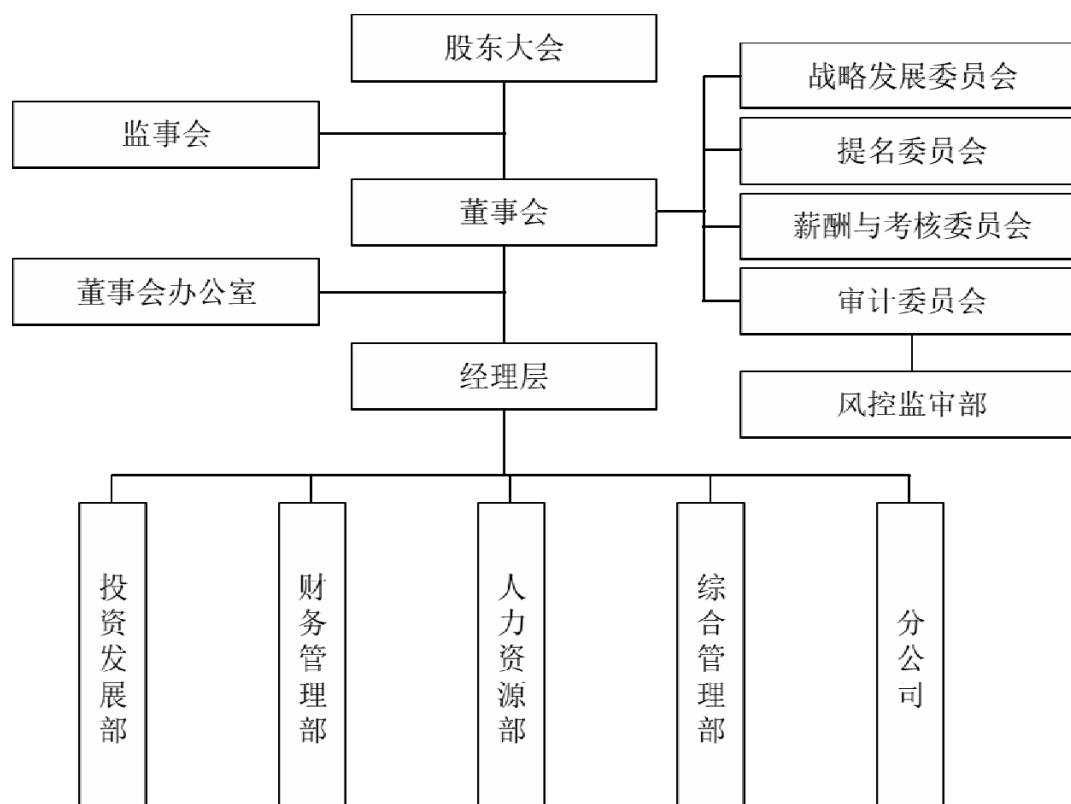 股东大会
战略发展委员会
监事会
提名委员会
董事会
薪酬与考核委员会
董事会办公室
审计委员会
经理层
风控监审部
投资发展部
财务管理部
人力资源部
综合管理部
分公司